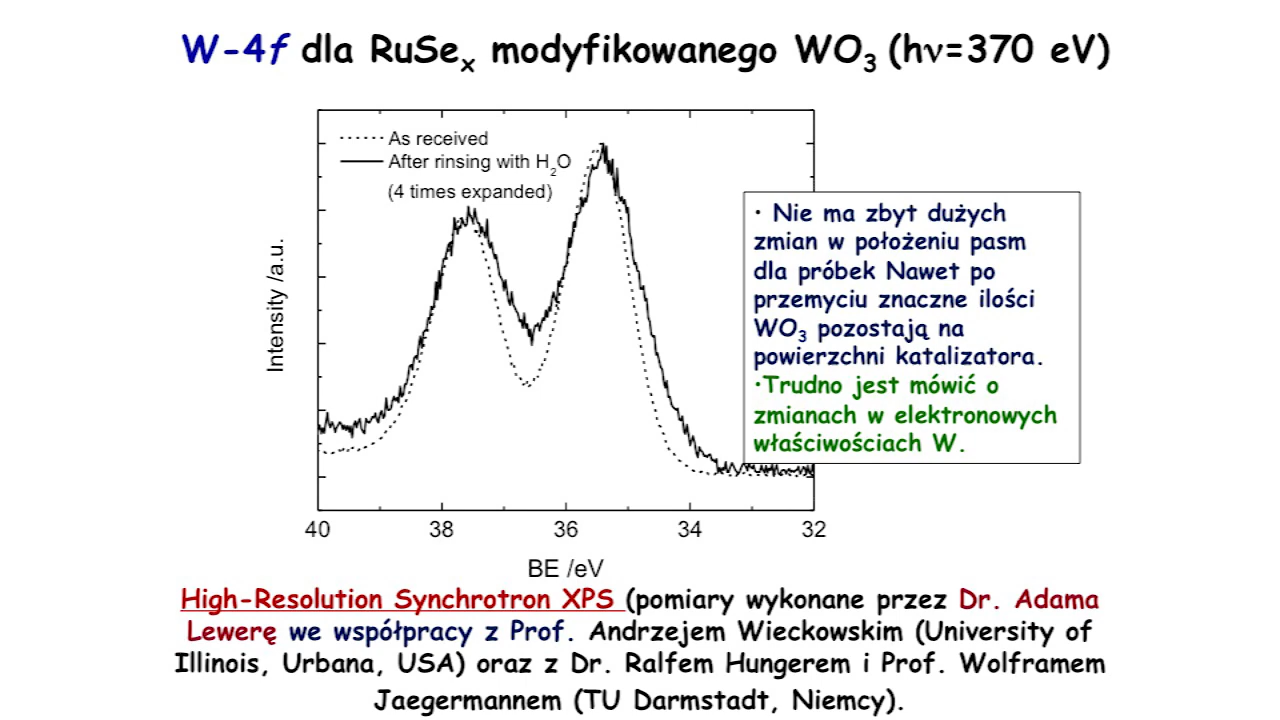 W-4f dla RuSeₓ modyfikowanego WO₃ (hν=370 eV)
As received
After rinsing with H₂O
(4 times expanded)
Intensity /a.u.
• Nie ma zbyt dużych
zmian w położeniu pasm
dla próbek Nawet po
przemyciu znaczne ilości
WO₃ pozostają na
powierzchni katalizatora.
•Trudno jest mówić o
zmianach w elektronowych
właściwościach W.
40 38 36 34 32
BE /eV
High-Resolution Synchrotron XPS (pomiary wykonane przez Dr. Adama
Lewerę we współpracy z Prof. Andrzejem Wieckowskim (University of
Illinois, Urbana, USA) oraz z Dr. Ralfem Hungerem i Prof. Wolframem
Jaegermannem (TU Darmstadt, Niemcy).